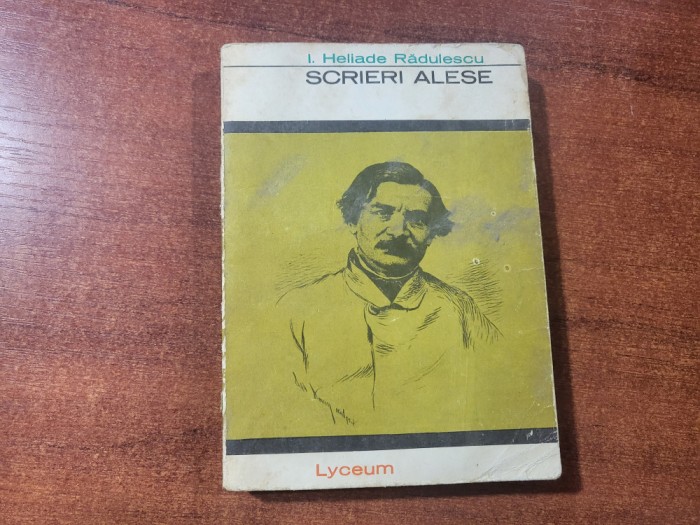 I. Heliade Rădulescu
SCRIERI ALESE
Lyceum